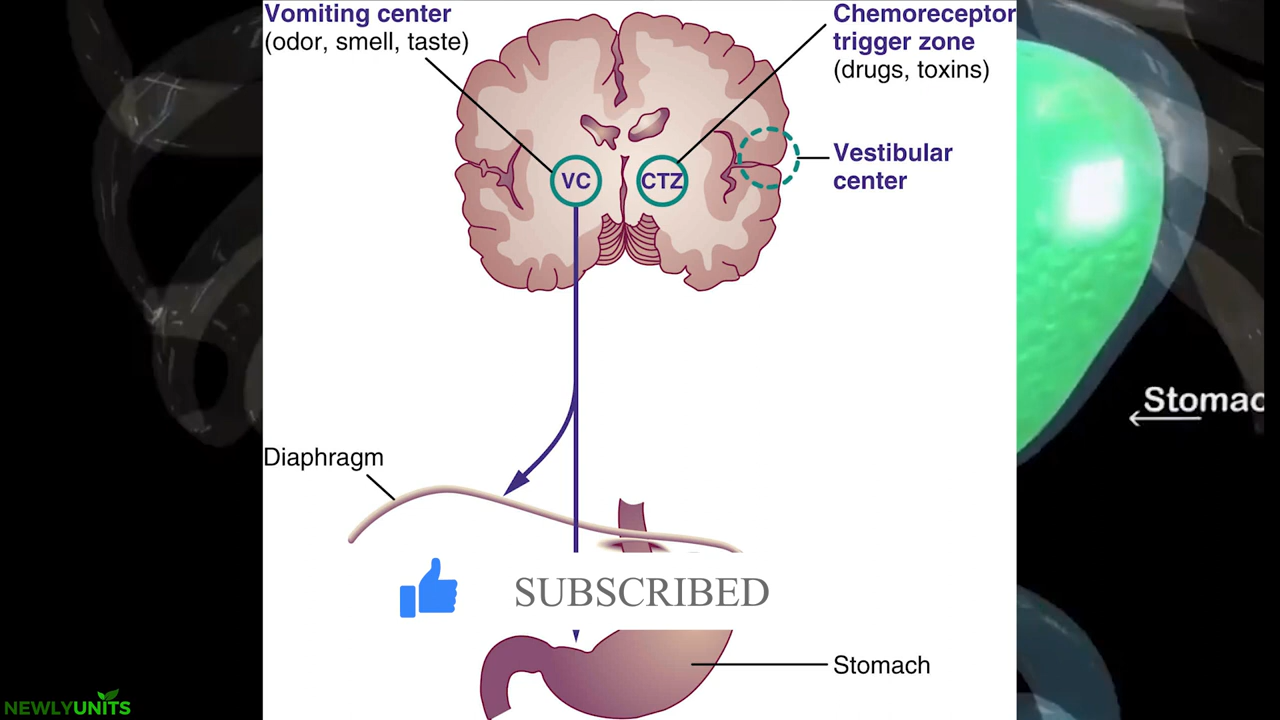 Vomiting center
(odor, smell, taste)
Chemoreceptor
trigger zone
(drugs, toxins)
Vestibular
center
VC
CTZ
Stomac
Diaphragm
SUBSCRIBED
Stomach
NEWLYUNITS